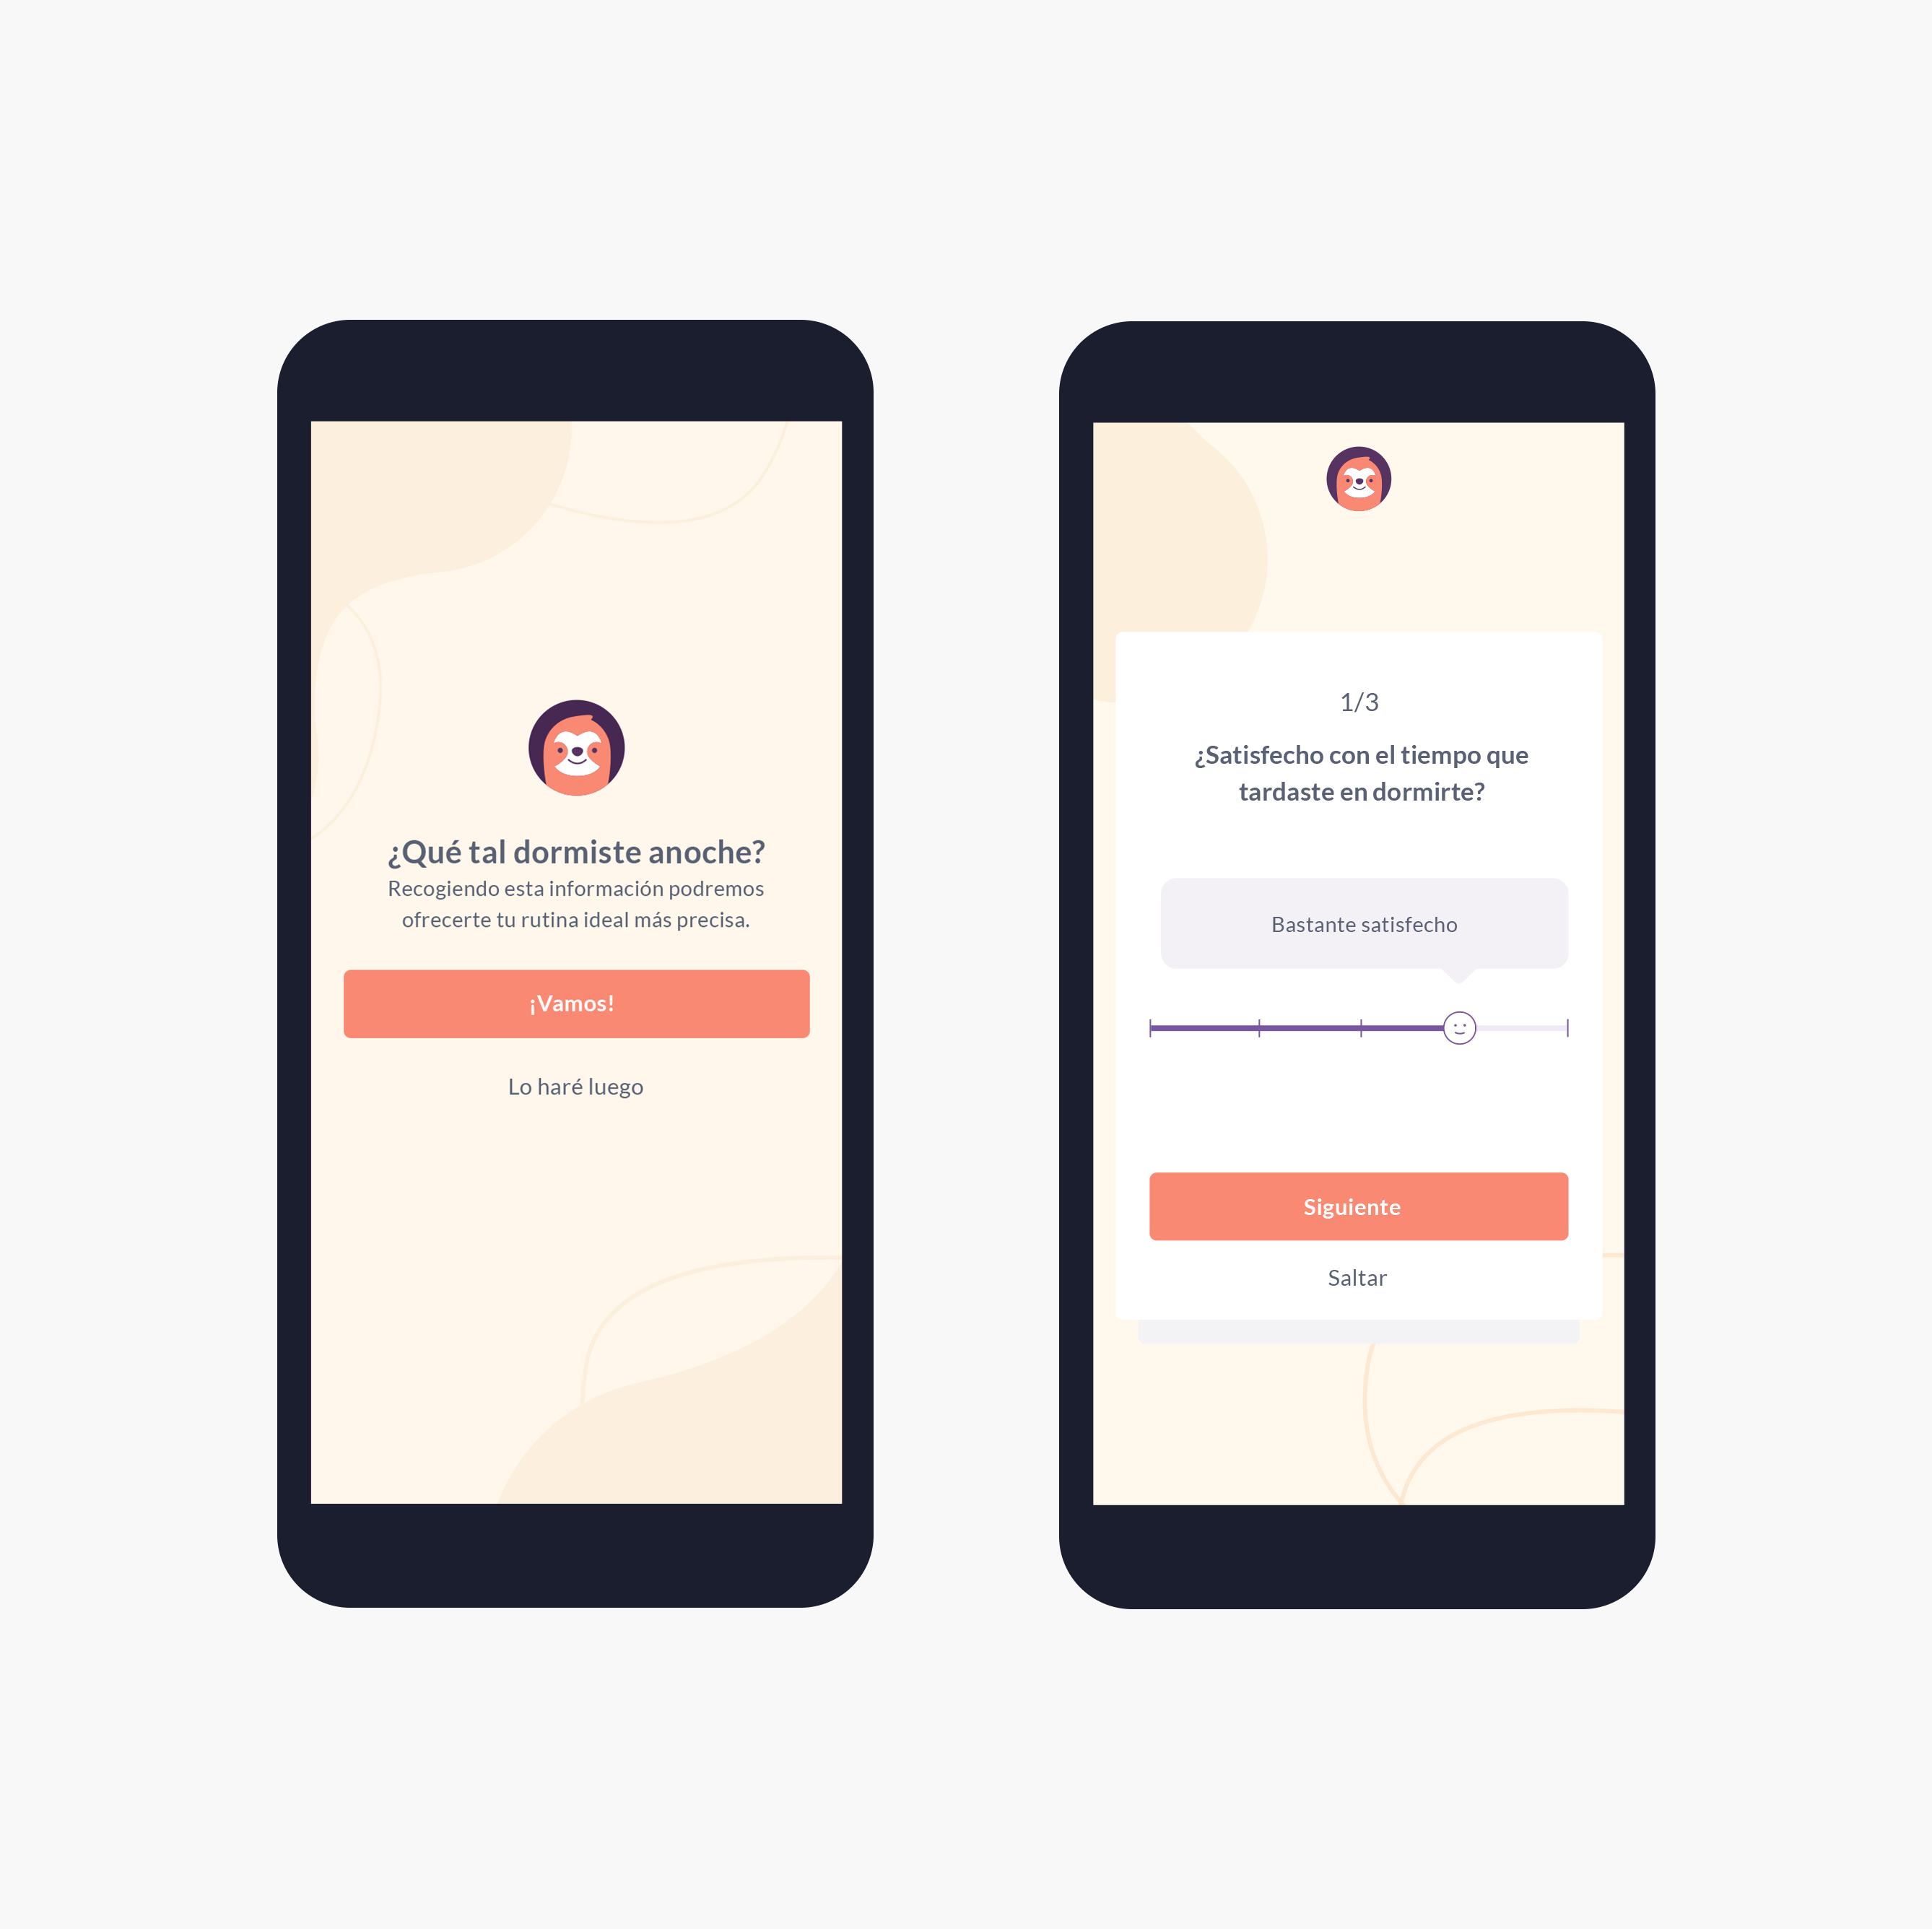 ¿Qué tal dormiste anoche?
Recogiendo esta información podremos
ofrecerte tu rutina ideal más precisa.
¡Vamos!
Lo haré luego
1/3
¿Satisfecho con el tiempo que
tardaste en dormirte?
Bastante satisfecho
Siguiente
Saltar